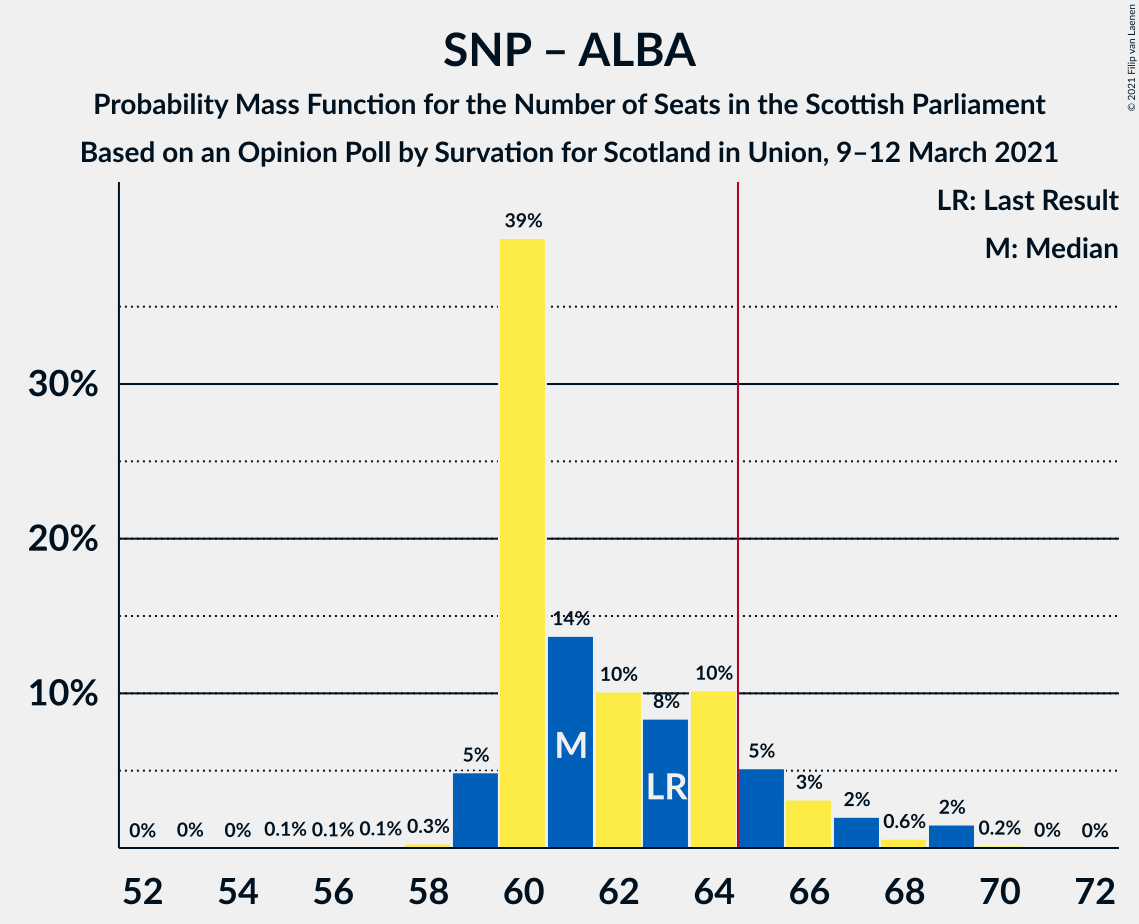 SNP – ALBA
Probability Mass Function for the Number of Seats in the Scottish Parliament
Based on an Opinion Poll by Survation for Scotland in Union, 9–12 March 2021
© 2021 Filip van Laenen
LR: Last Result
M: Median
30%
20%
10%
0%
0%
0%
0.1%
0.1%
0.1%
0.3%
5%
39%
14%
10%
8%
10%
5%
3%
2%
0.6%
2%
0.2%
0%
0%
M
LR
52 54 56 58 60 62 64 66 68 70 72